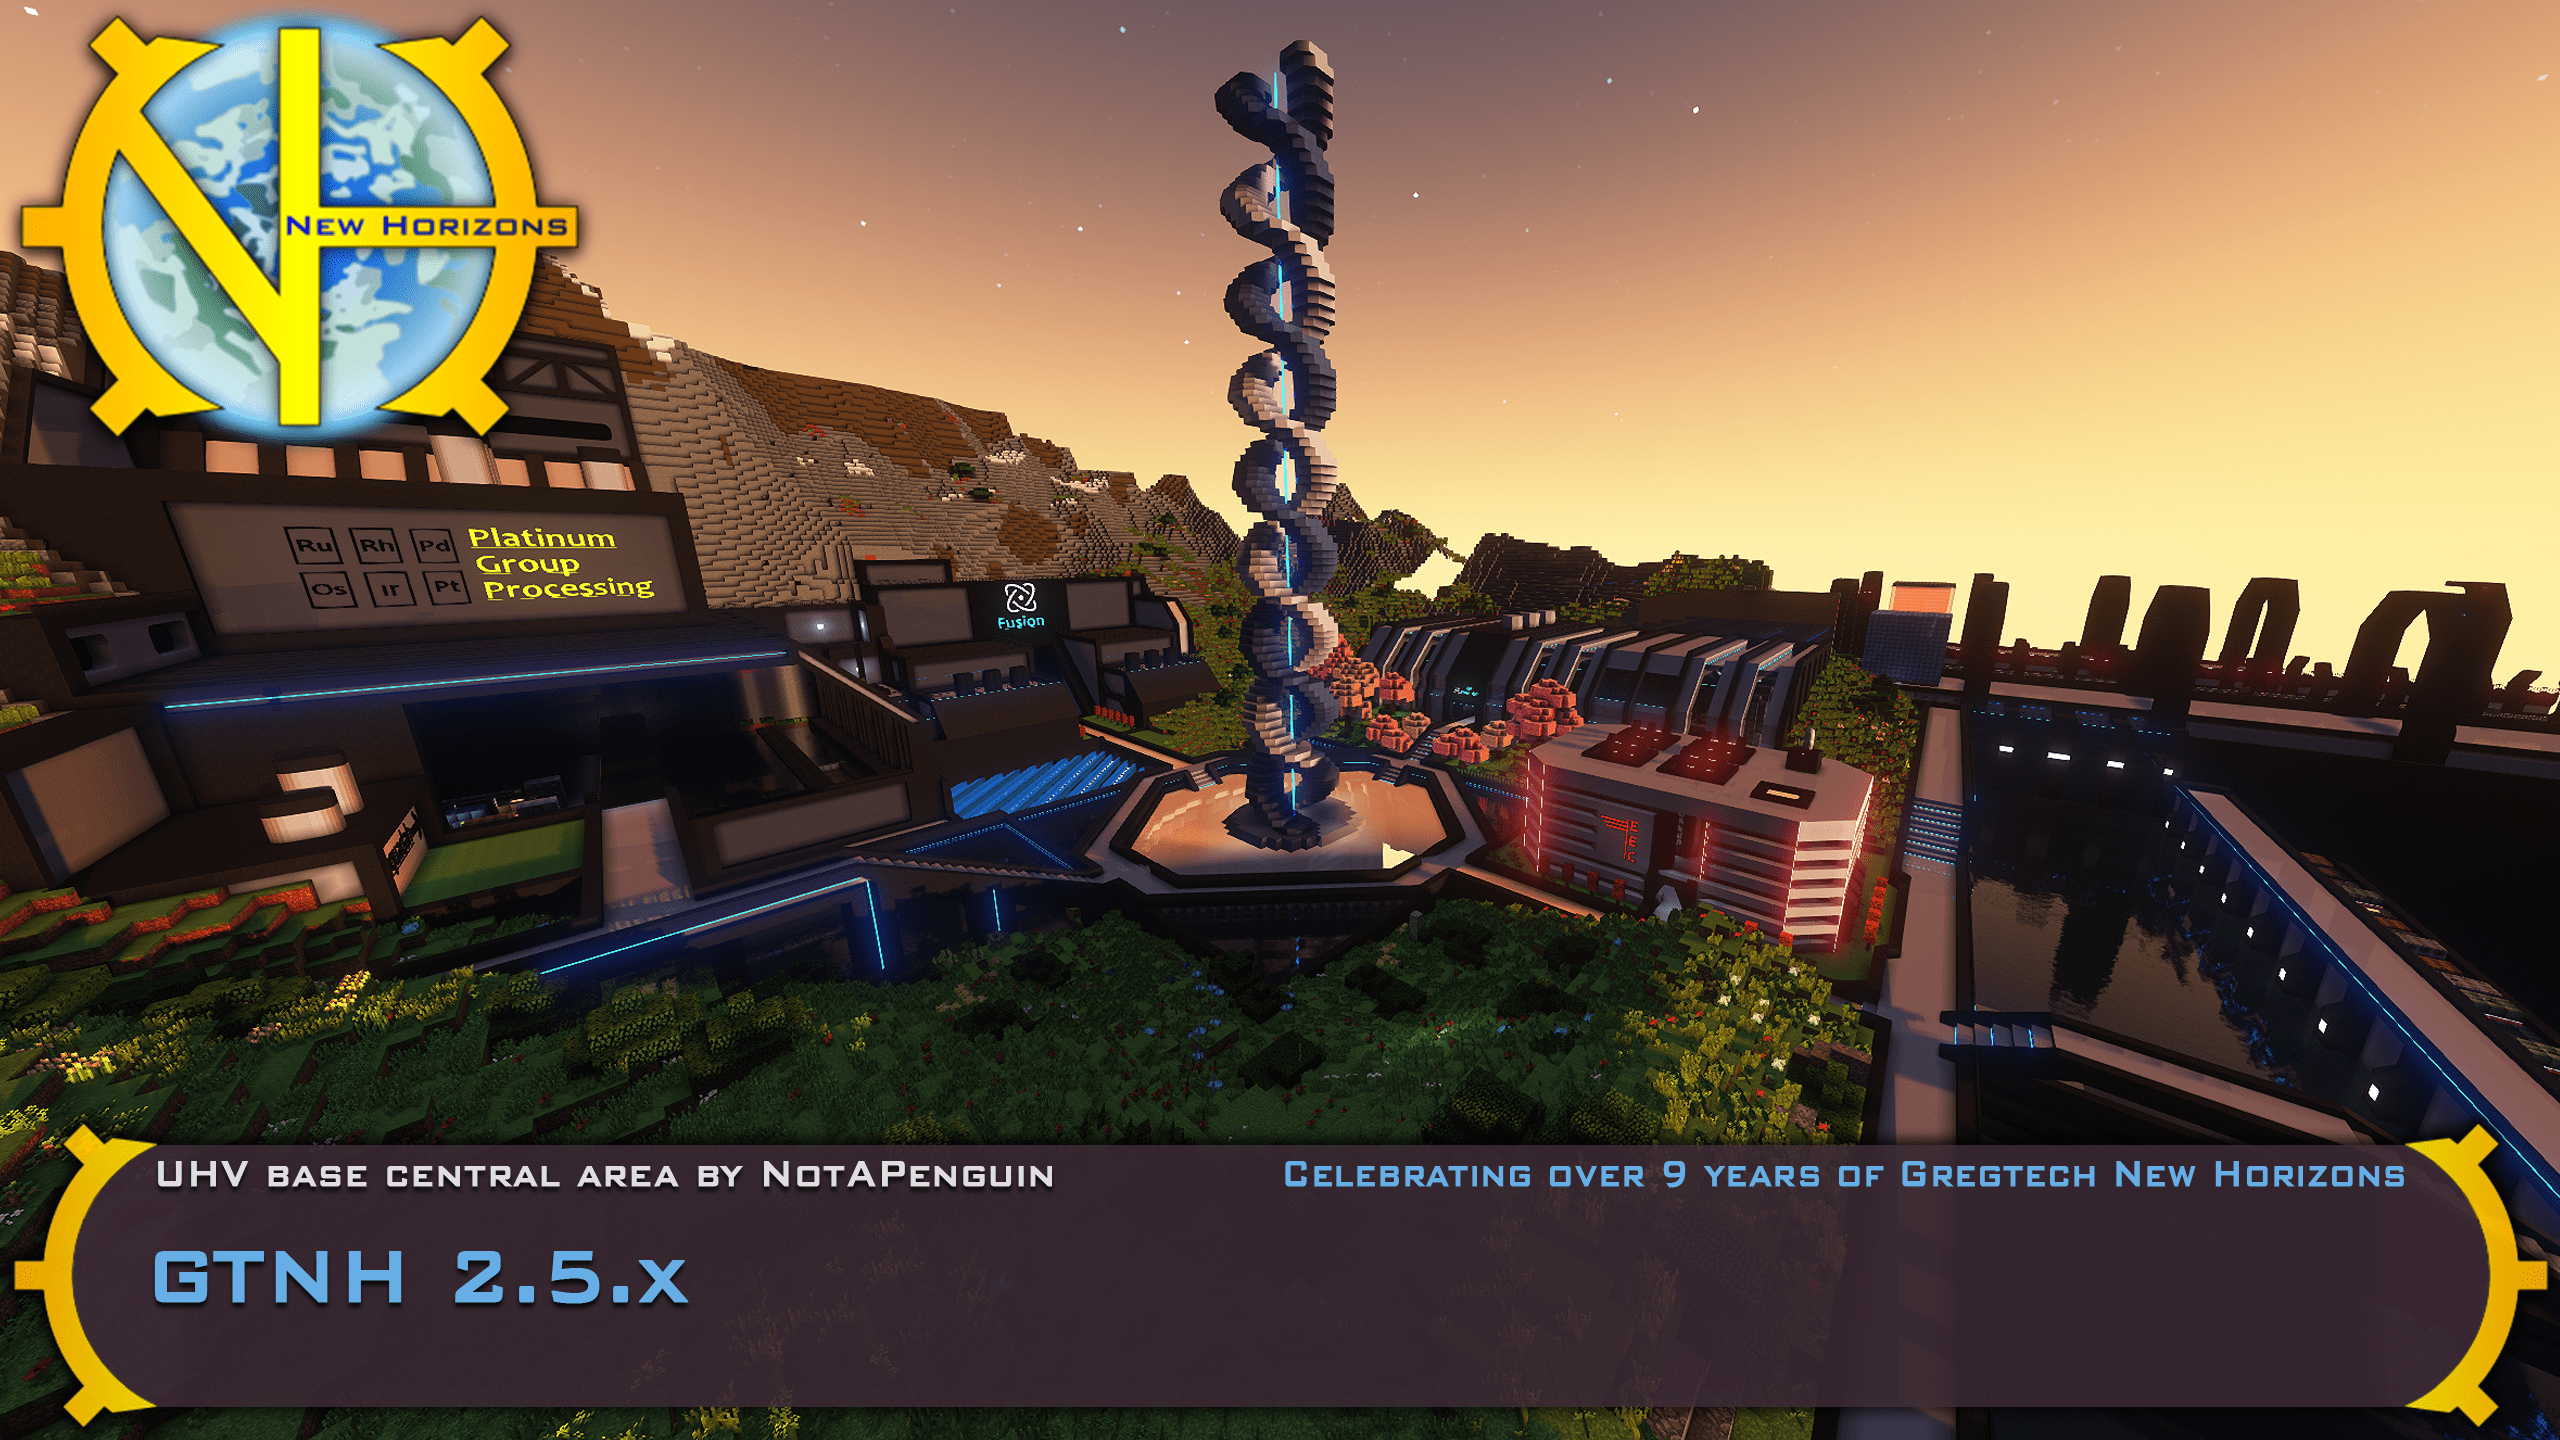 New Horizons
Ru Rh Pd
Os Ir Pt
Platinum
Group
Processing
Fusion
EEC
UHV base central area by NotAPenguin
Celebrating over 9 years of Gregtech New Horizons
GTNH 2.5.x